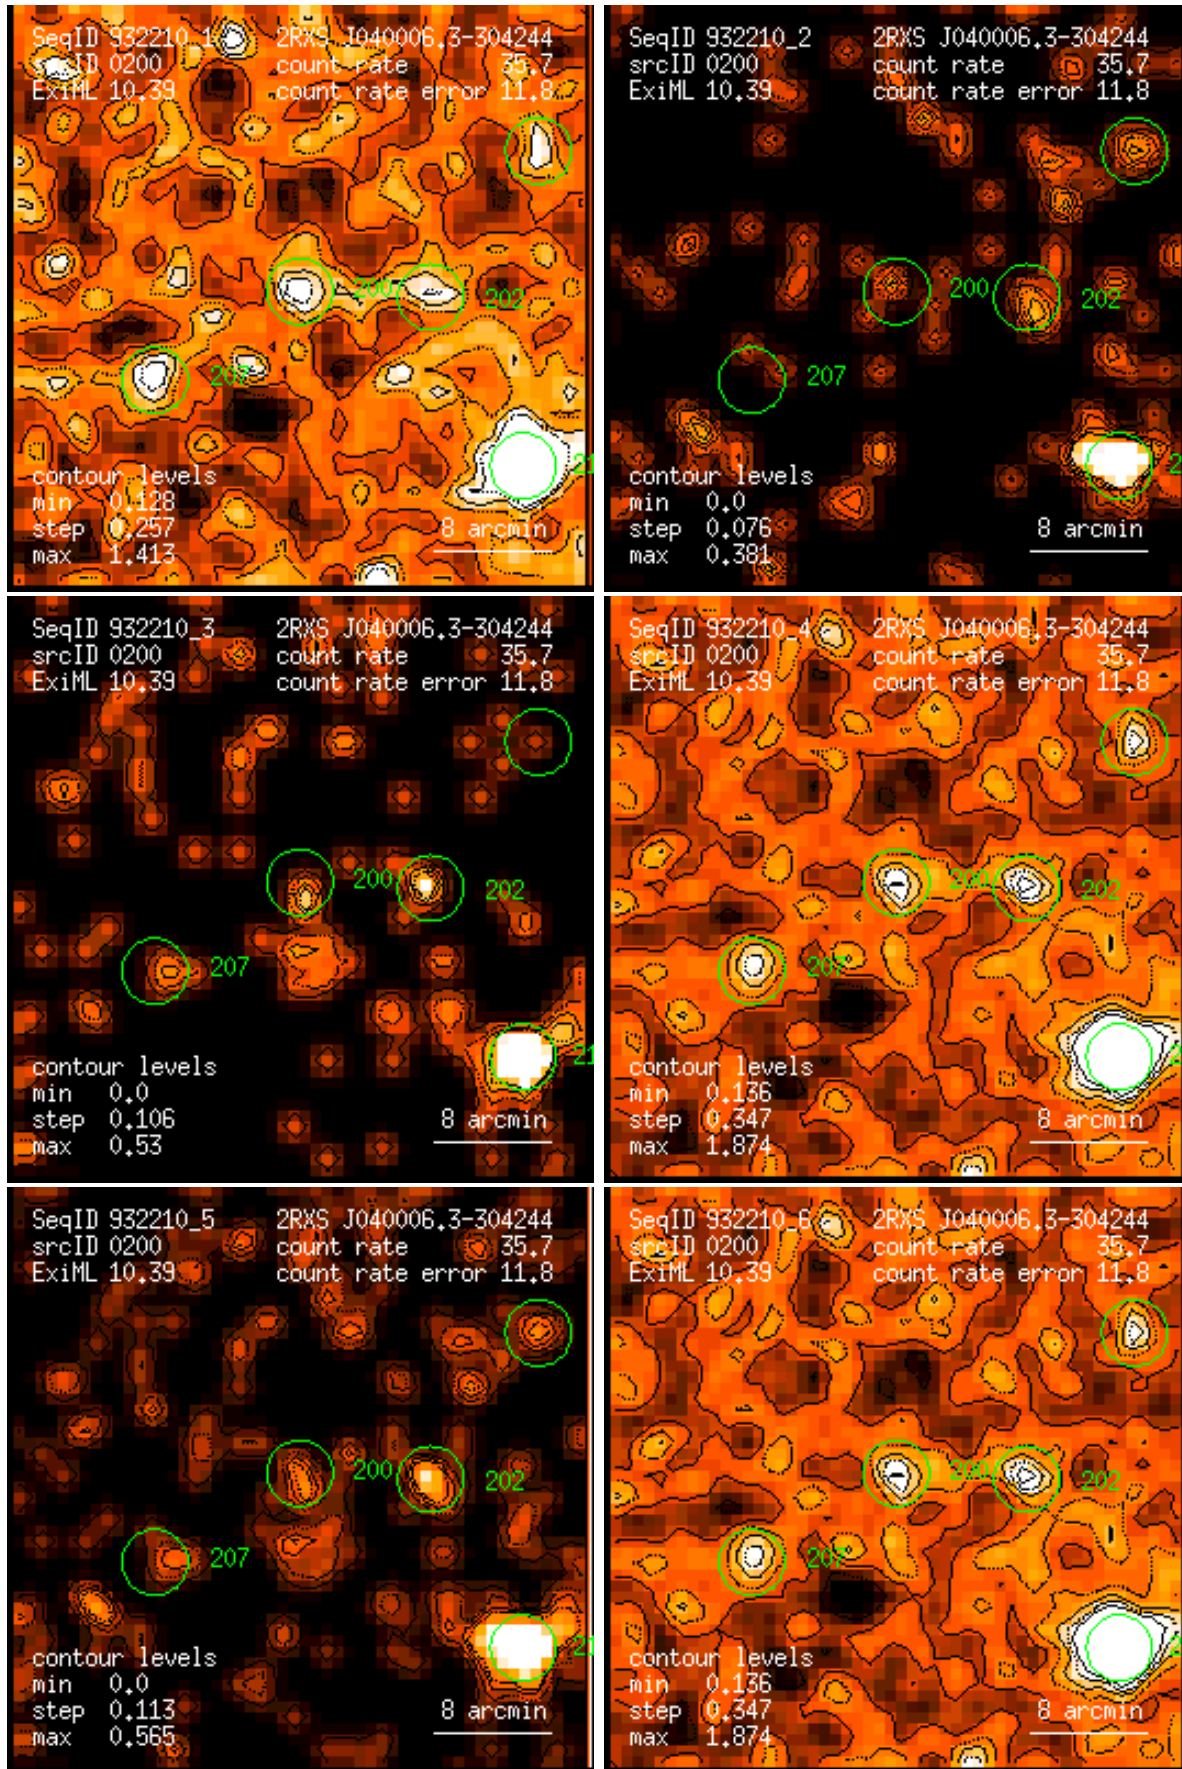 SeqID 932210_1 2RXS J040006.3-304244
srcID 0200 count rate 35.7
ExiML 10.39 count rate error 11.8
200
202
207
contour levels
min 0.128
step 0.257
max 1.413
8 arcmin
SeqID 932210_2 2RXS J040006.3-304244
srcID 0200 count rate 35.7
ExiML 10.39 count rate error 11.8
200
202
207
contour levels
min 0.0
step 0.076
max 0.381
8 arcmin
SeqID 932210_3 2RXS J040006.3-304244
srcID 0200 count rate 35.7
ExiML 10.39 count rate error 11.8
200
202
207
contour levels
min 0.0
step 0.106
max 0.53
8 arcmin
SeqID 932210_4 2RXS J040006.3-304244
srcID 0200 count rate 35.7
ExiML 10.39 count rate error 11.8
200
202
207
contour levels
min 0.136
step 0.347
max 1.874
8 arcmin
SeqID 932210_5 2RXS J040006.3-304244
srcID 0200 count rate 35.7
ExiML 10.39 count rate error 11.8
200
202
207
contour levels
min 0.0
step 0.113
max 0.565
8 arcmin
SeqID 932210_6 2RXS J040006.3-304244
srcID 0200 count rate 35.7
ExiML 10.39 count rate error 11.8
200
202
207
contour levels
min 0.136
step 0.347
max 1.874
8 arcmin